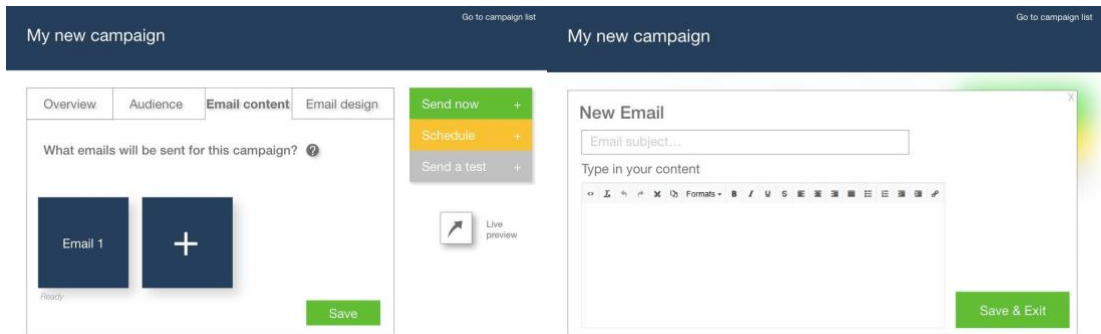 Go to campaign list
My new campaign
Overview
Audience
Email content
Email design
What emails will be sent for this campaign? ?
Email 1
+
Ready
Save
Send now +
Schedule +
Send a test +
Live
preview
Go to campaign list
My new campaign
X
New Email
Email subject...
Type in your content
Formats
B I U S
Save & Exit